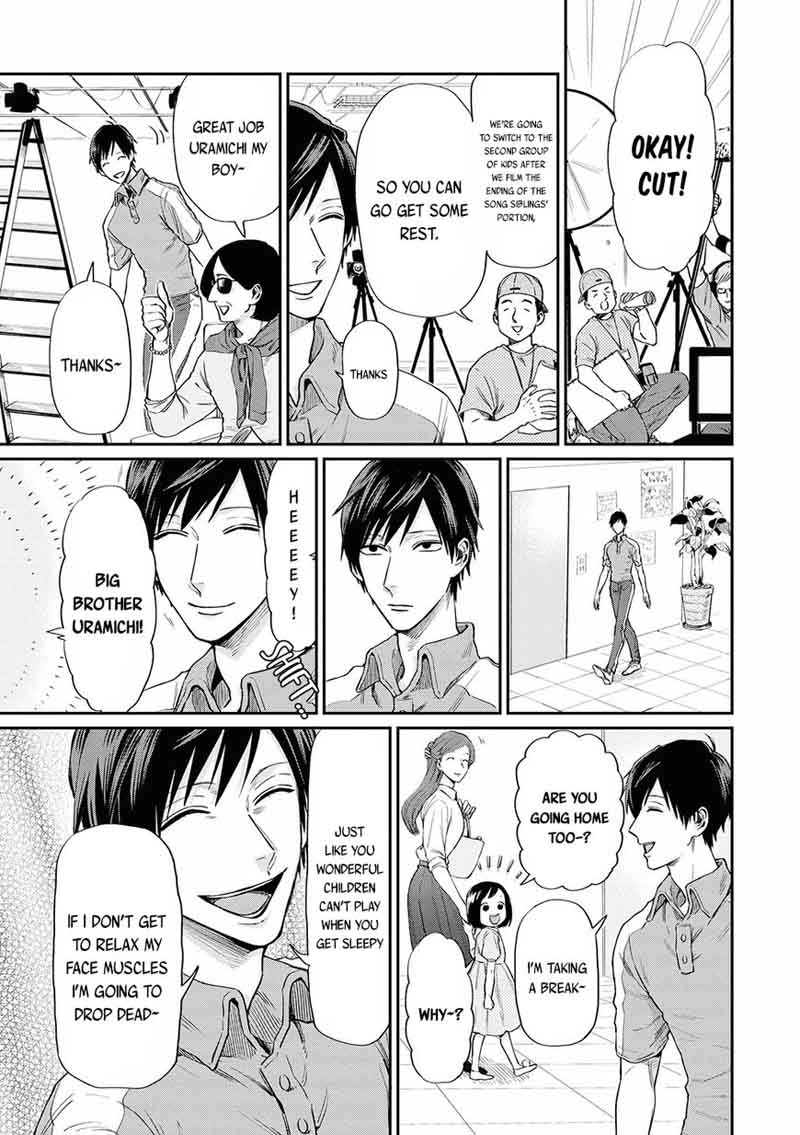 OKAY!
CUT!
WE'RE GOING
TO SWITCH TO THE
SECOND GROUP
OF KIDS AFTER
WE FILM THE
ENDING OF THE
SONG SIBLINGS'
PORTION,
SO YOU CAN
GO GET SOME
REST.
THANKS
GREAT JOB
URAMICHI MY
BOY~
THANKS~
HEEEEY!
BIG
BROTHER
URAMICHI!
SHIFT...
ARE YOU
GOING HOME
TOO~?
I'M TAKING
A BREAK~
WHY~?
JUST
LIKE YOU
WONDERFUL
CHILDREN
CAN'T PLAY
WHEN YOU
GET SLEEPY
IF I DON'T GET
TO RELAX MY
FACE MUSCLES
I'M GOING TO
DROP DEAD~